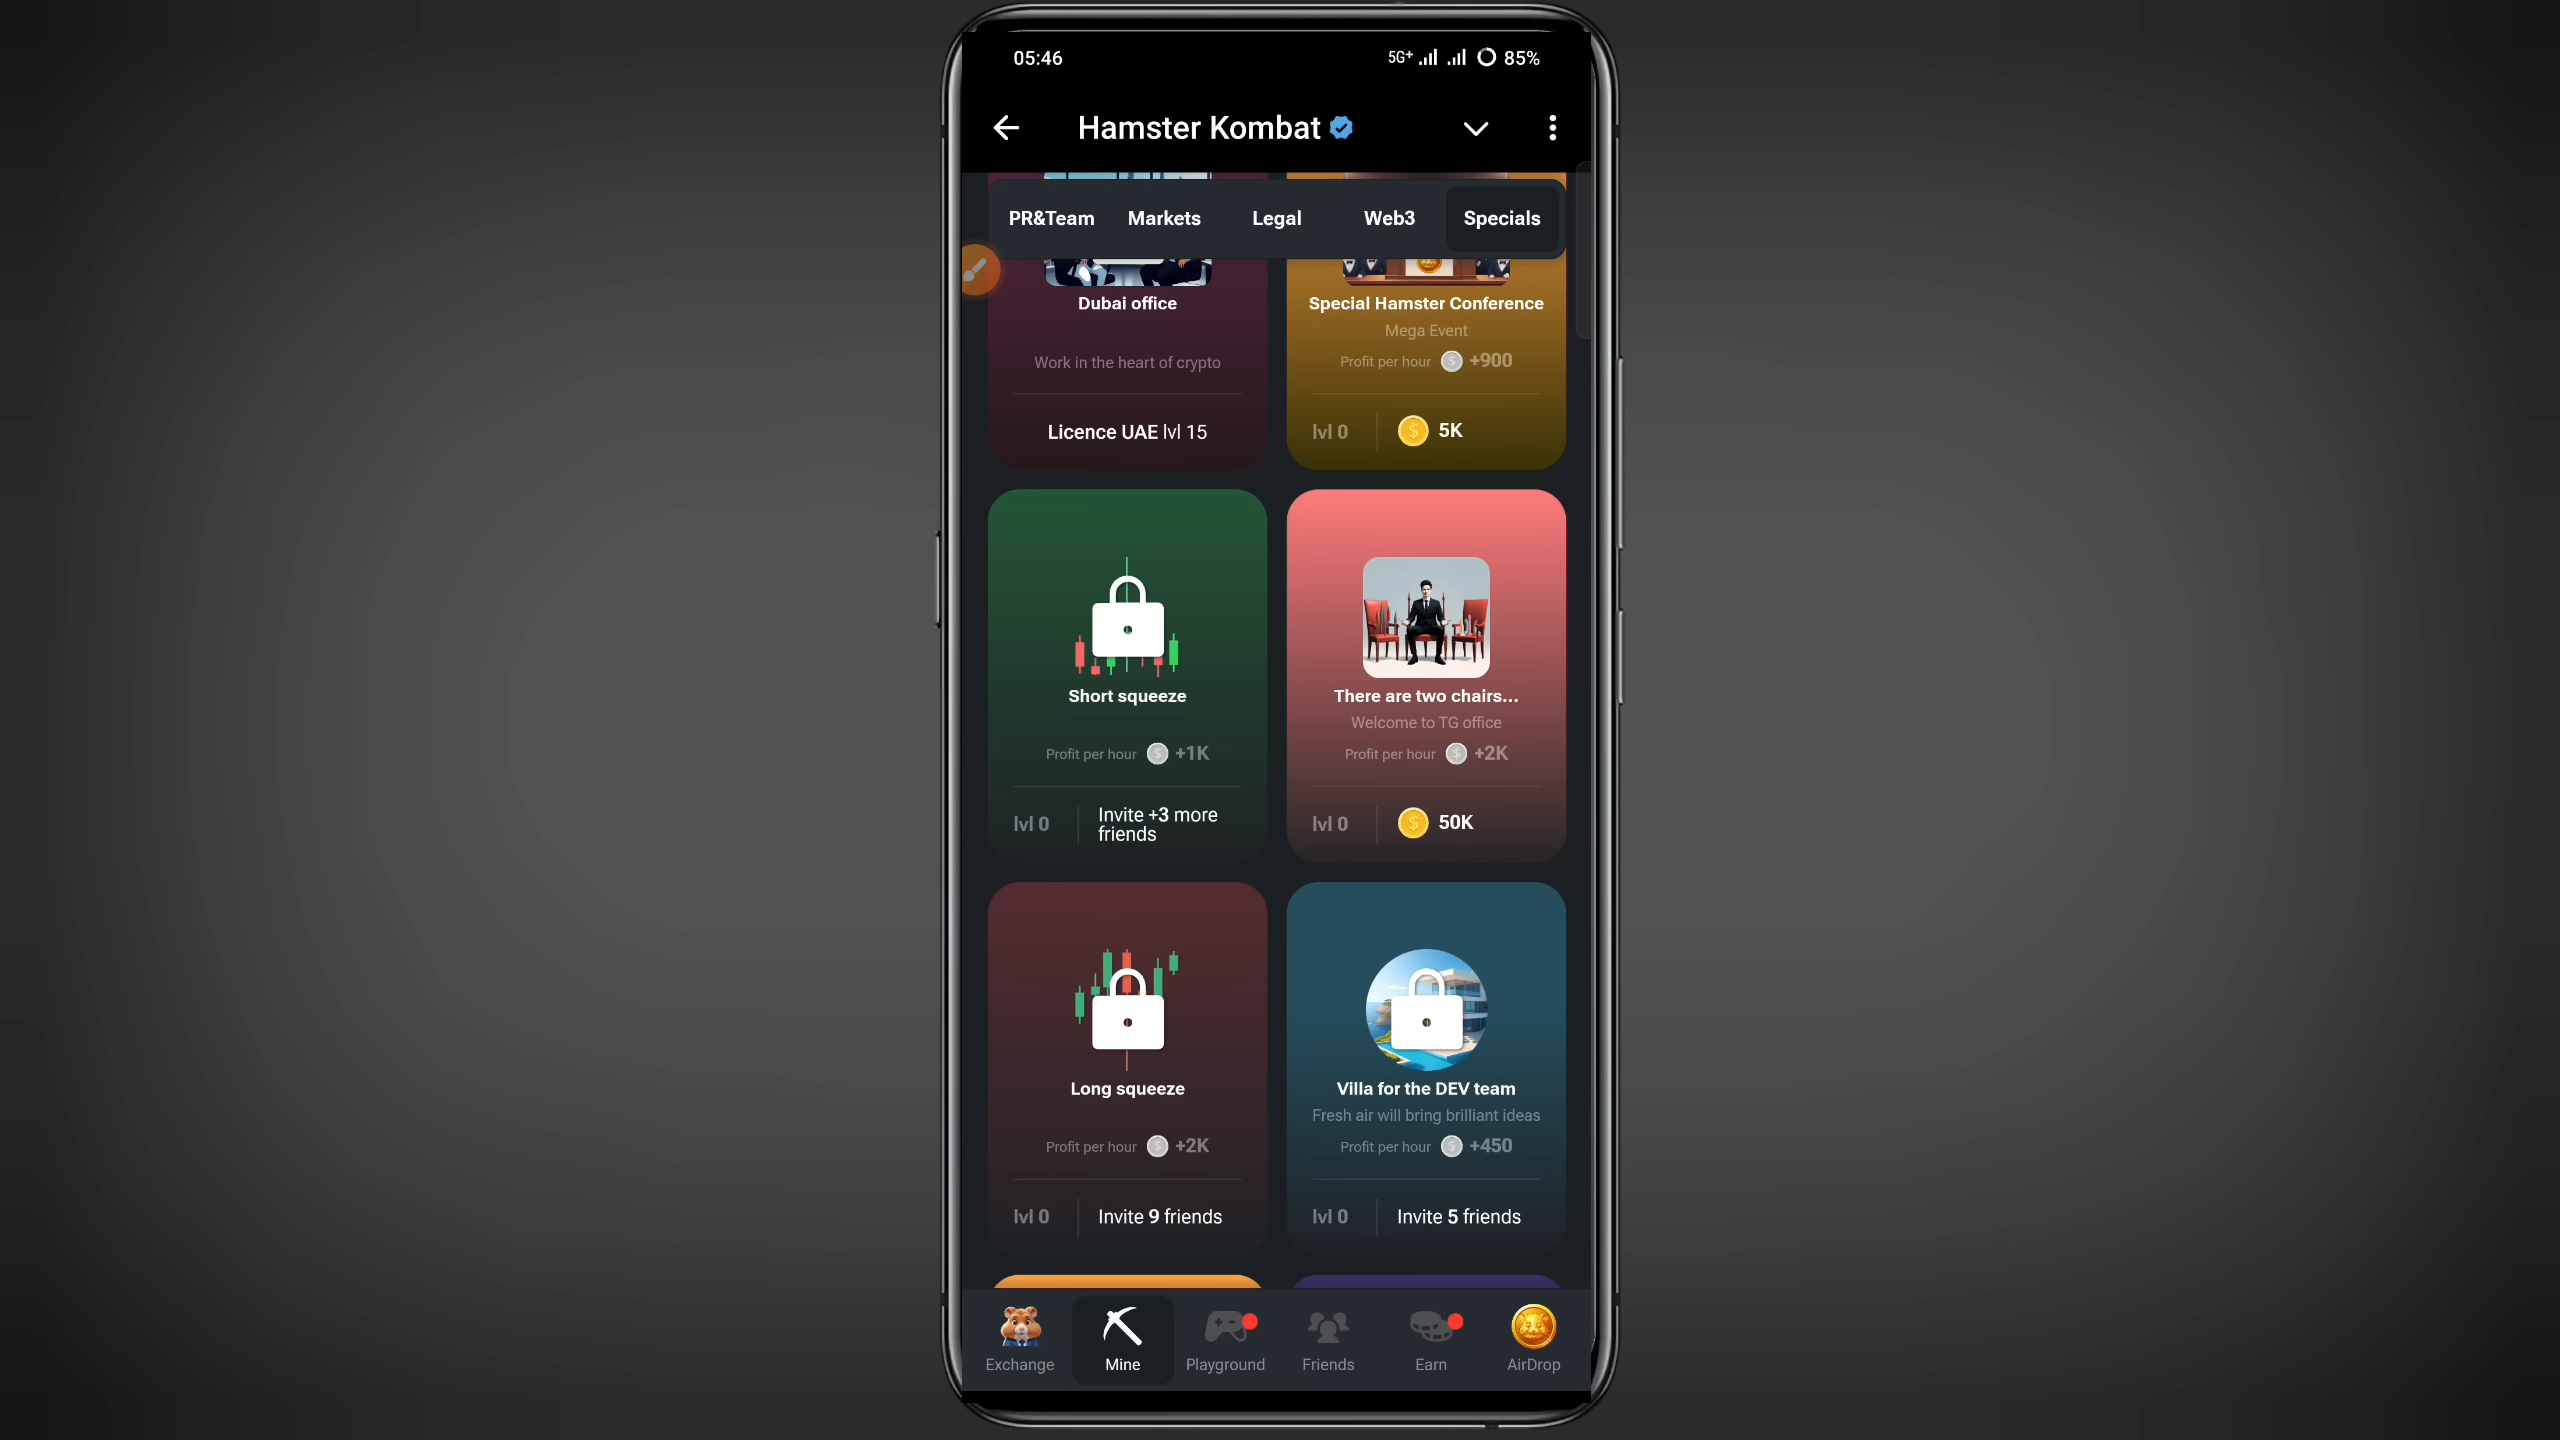 05:46
5G+ 85%
Hamster Kombat
PR&Team Markets Legal Web3 Specials
Dubai office
Work in the heart of crypto
Licence UAE lvl 15
Special Hamster Conference
Mega Event
Profit per hour +900
lvl 0 5K
Short squeeze
Profit per hour +1K
lvl 0 Invite +3 more
friends
There are two chairs...
Welcome to TG office
Profit per hour +2K
lvl 0 50K
Long squeeze
Profit per hour +2K
lvl 0 Invite 9 friends
Villa for the DEV team
Fresh air will bring brilliant ideas
Profit per hour +450
lvl 0 Invite 5 friends
Exchange Mine Playground Friends Earn AirDrop